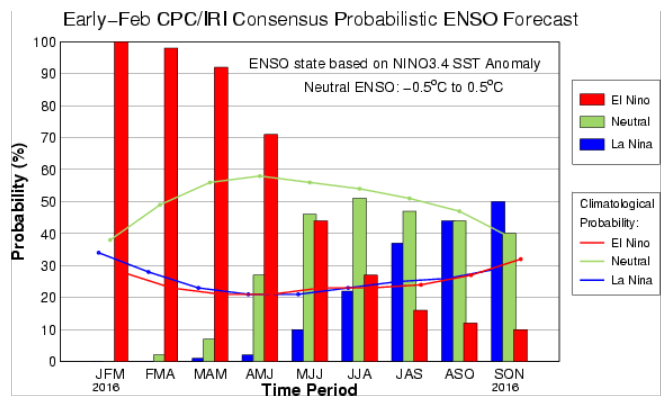 Early-Feb CPC/IRI Consensus Probabilistic ENSO Forecast
ENSO state based on NINO3.4 SST Anomaly
Neutral ENSO: -0.5°C to 0.5°C
Probability (%)
100
90
80
70
60
50
40
30
20
10
0
JFM FMA MAM AMJ MJJ JJA JAS ASO SON
2016 2016
Time Period
El Nino
Neutral
La Nina
Climatological
Probability:
El Nino
Neutral
La Nina